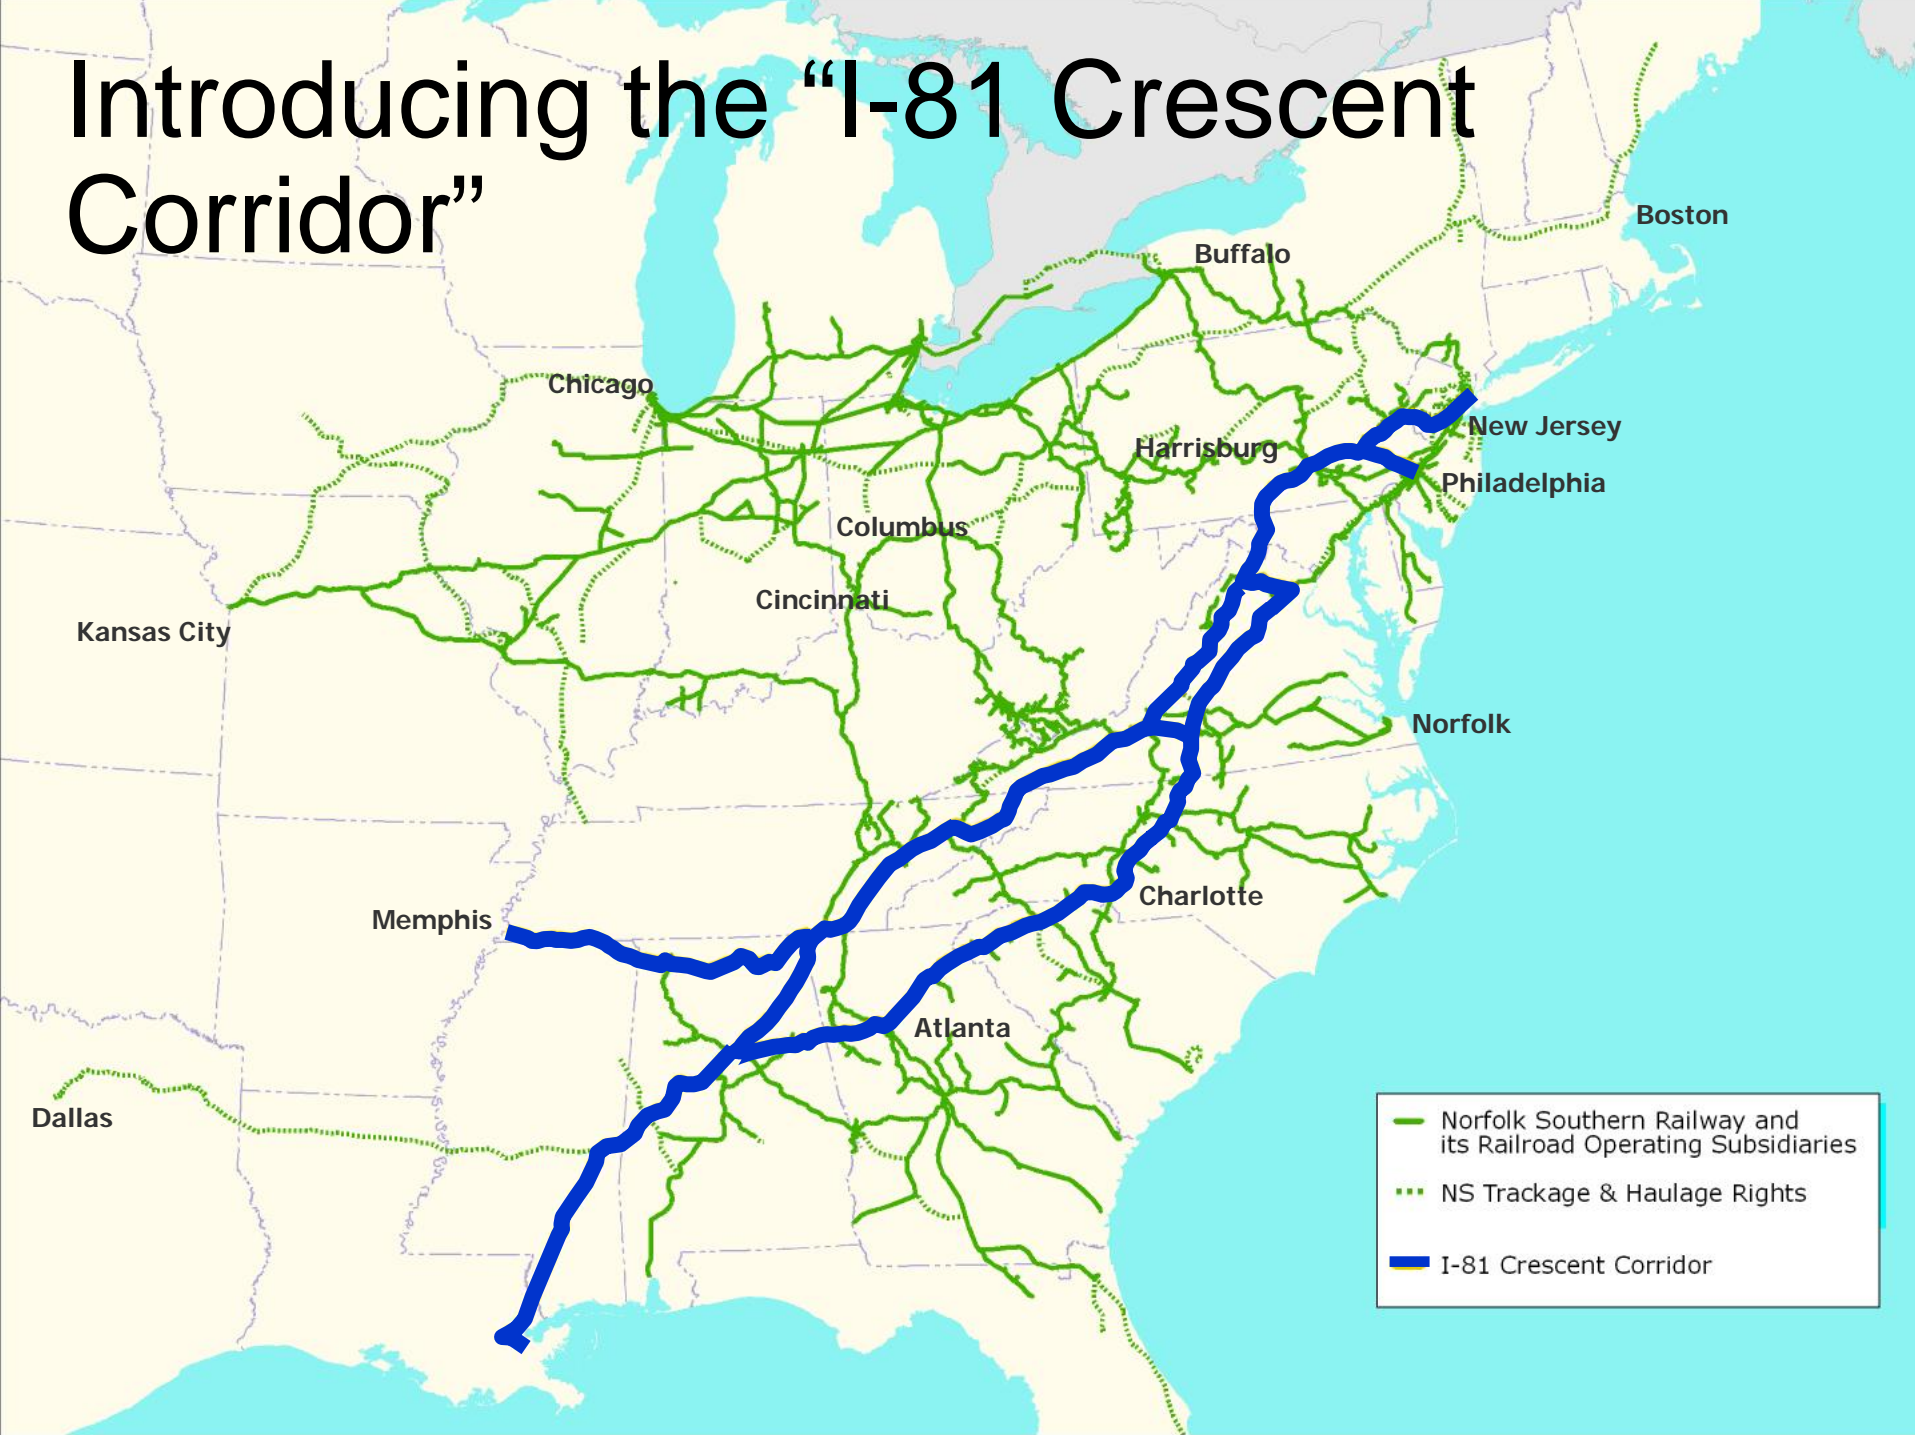 Introducing the “I-81 Crescent
Corridor”
Boston
Buffalo
Chicago
New Jersey
Harrisburg
Philadelphia
Columbus
Cincinnati
Kansas City
Norfolk
Charlotte
Memphis
Atlanta
Dallas
Norfolk Southern Railway and
its Railroad Operating Subsidiaries
NS Trackage & Haulage Rights
I-81 Crescent Corridor